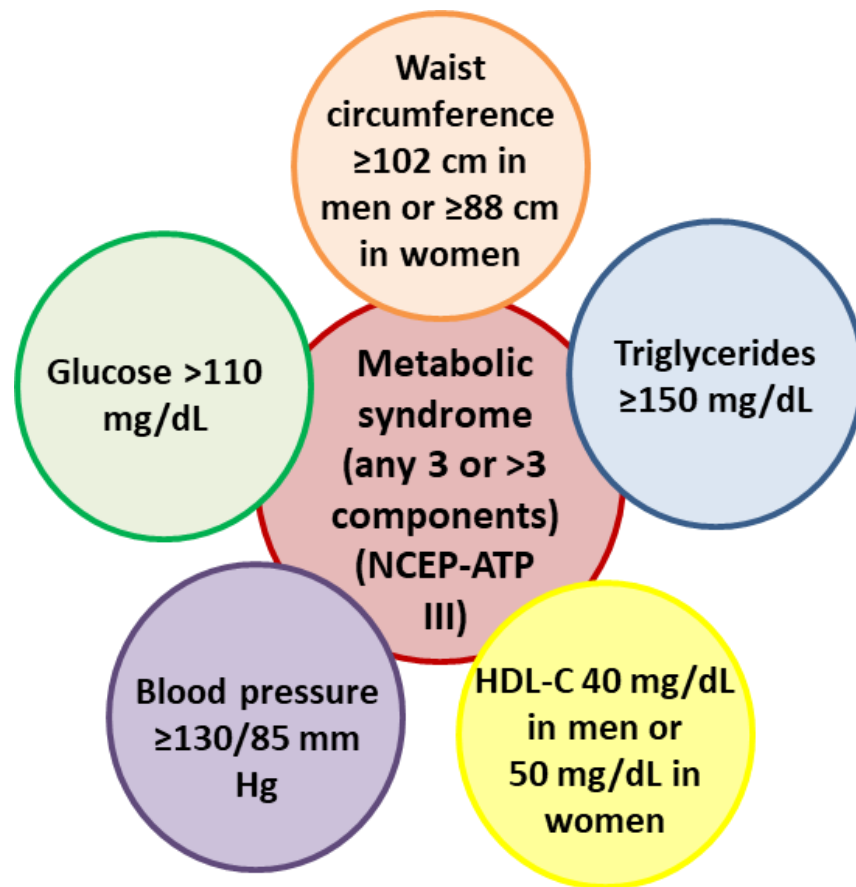 Waist
circumference
≥102 cm in
men or ≥88 cm
in women
Triglycerides
≥150 mg/dL
Glucose >110
mg/dL
Metabolic
syndrome
(any 3 or >3
components)
(NCEP-ATP
III)
Blood pressure
≥130/85 mm
Hg
HDL-C 40 mg/dL
in men or
50 mg/dL in
women